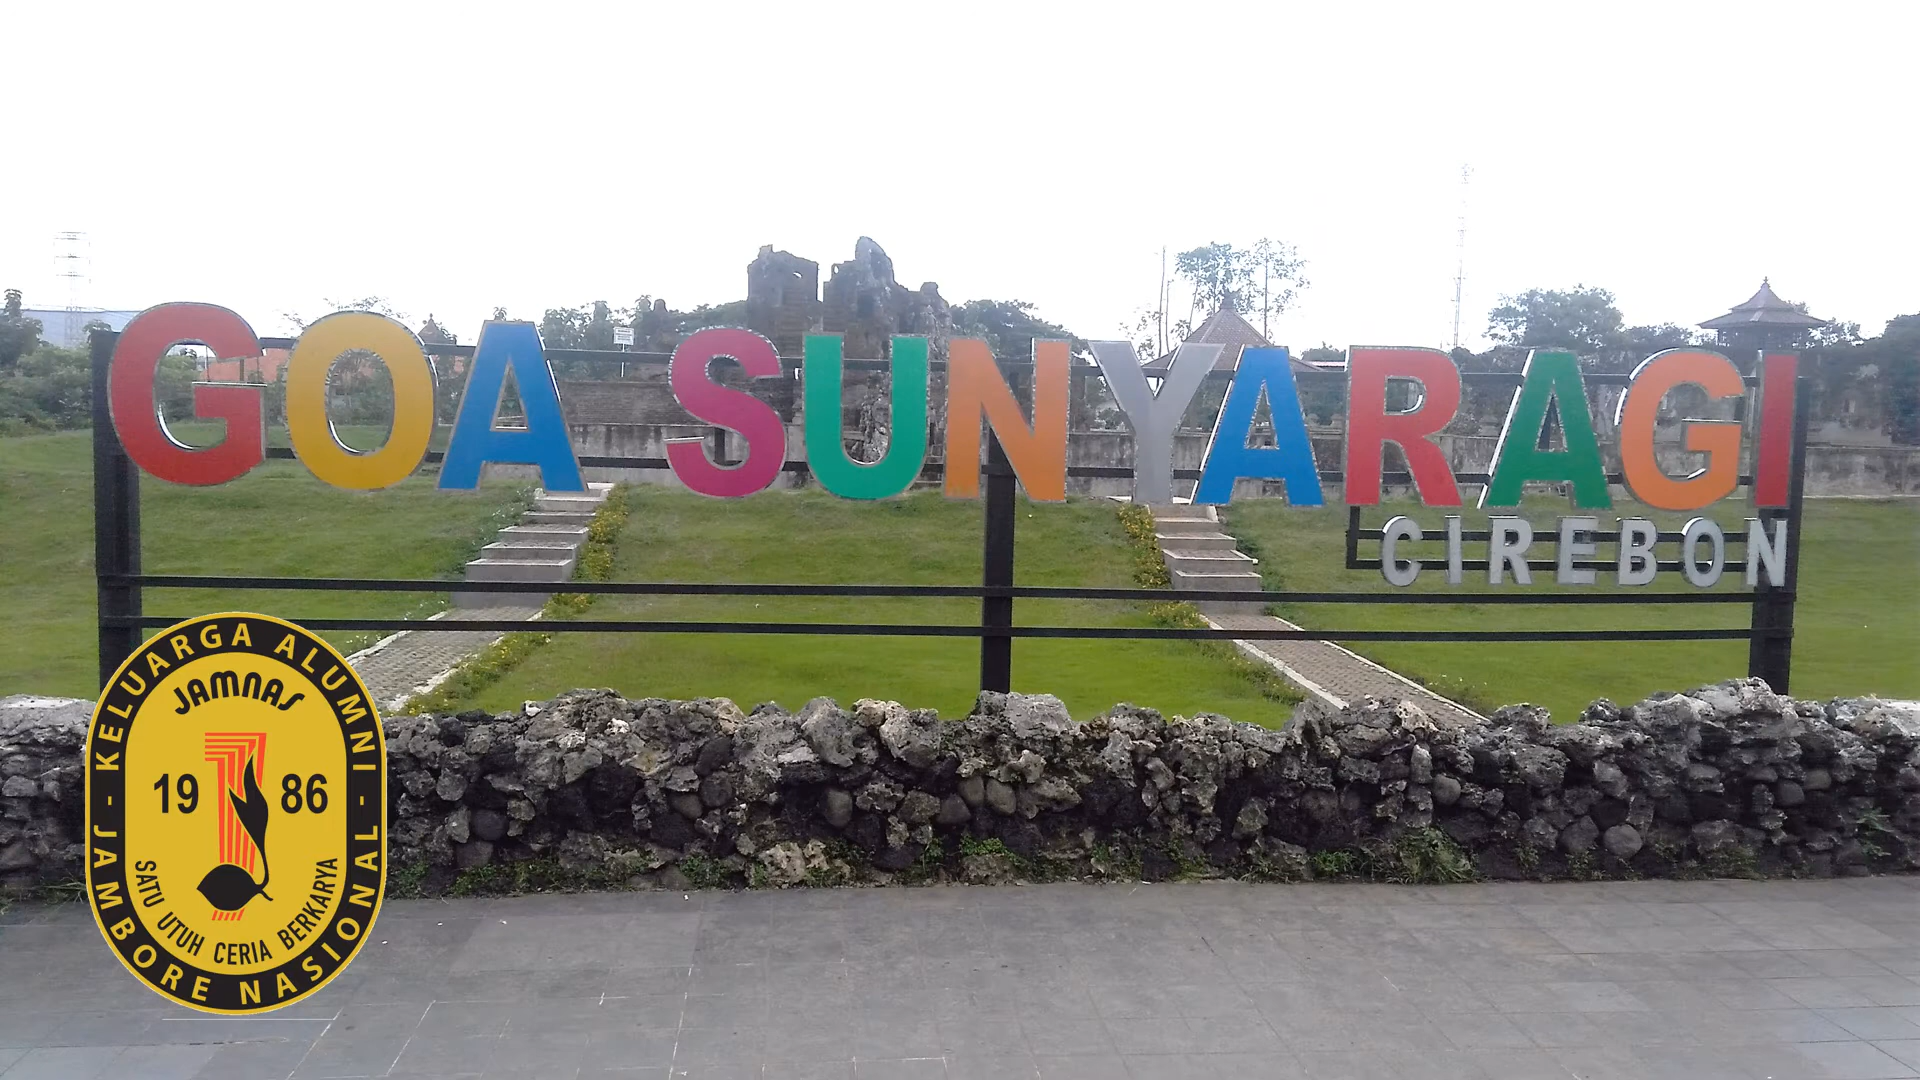 GOA SUNYARAGI
CIREBON
KELUARGA ALUMNI
JAMNAS
19 86
SATU UTUH CERIA BERKARYA
- JAMBORE NASIONAL -